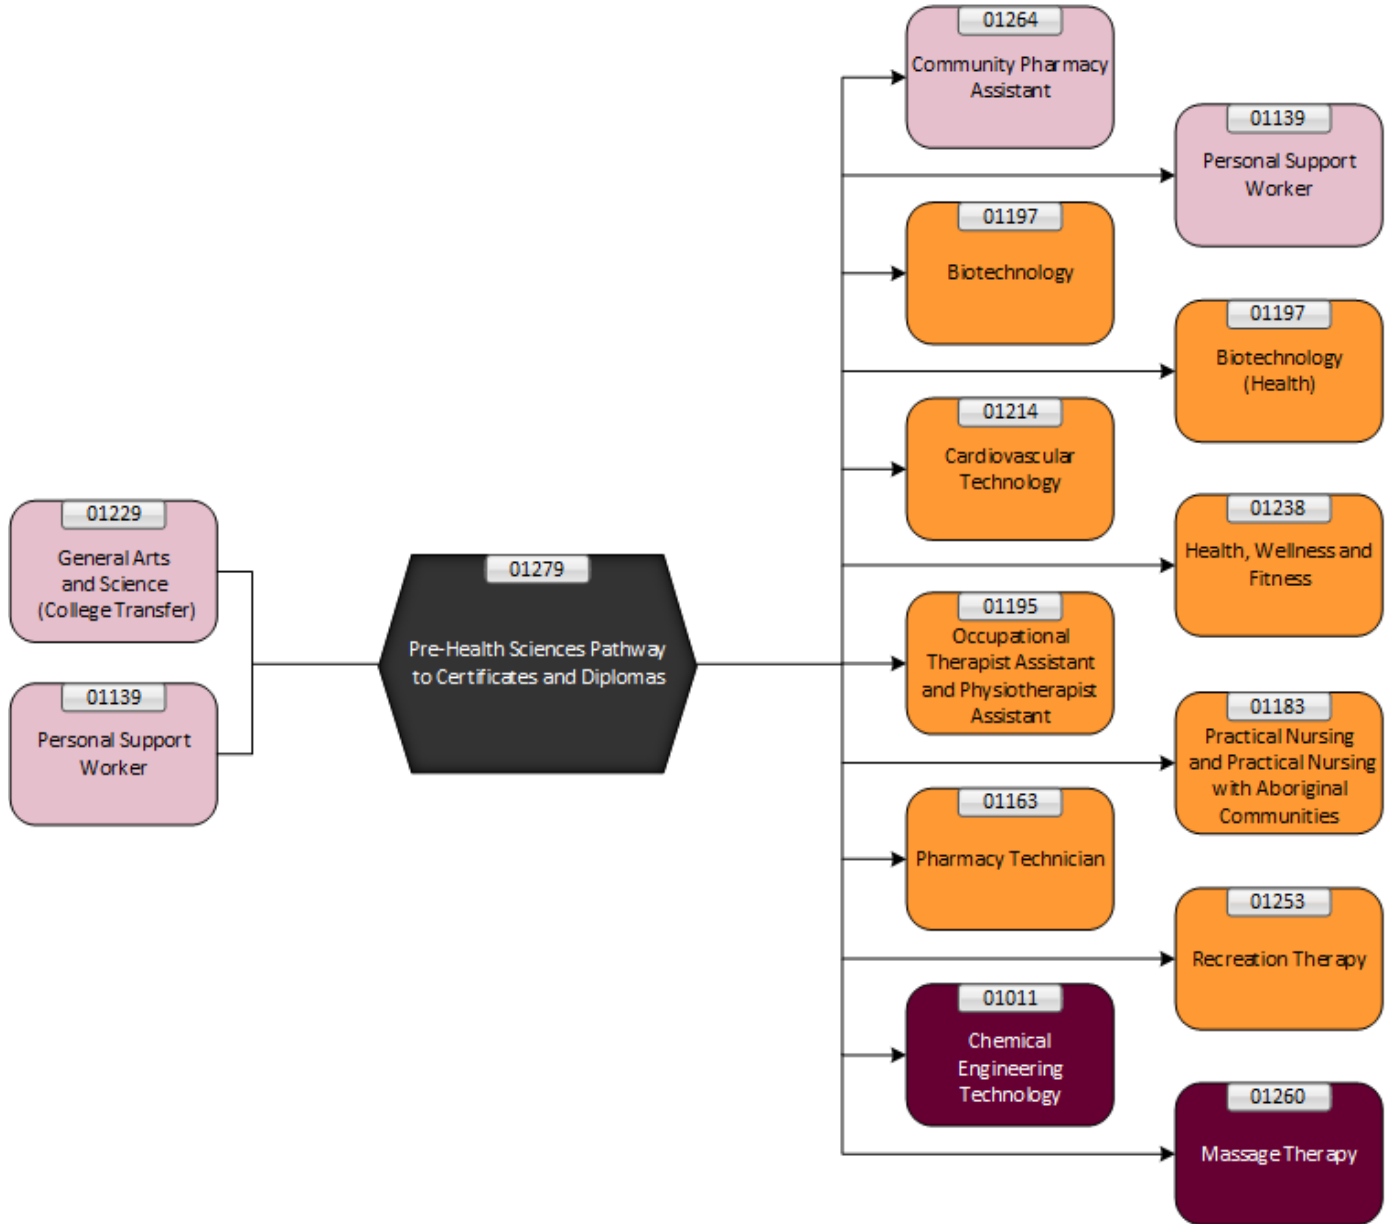 01264
Community Pharmacy
Assistant
01139
Personal Support
Worker
01197
Biotechnology
01197
Biotechnology
(Health)
01214
Cardiovascular
Technology
01238
Health, Wellness and
Fitness
01229
General Arts
and Science
(College Transfer)
01279
Pre-Health Sciences Pathway
to Certificates and Diplomas
01139
Personal Support
Worker
01195
Occupational
Therapist Assistant
and Physiotherapist
Assistant
01183
Practical Nursing
and Practical Nursing
with Aboriginal
Communities
01163
Pharmacy Technician
01253
Recreation Therapy
01011
Chemical
Engineering
Technology
01260
Massage Therapy